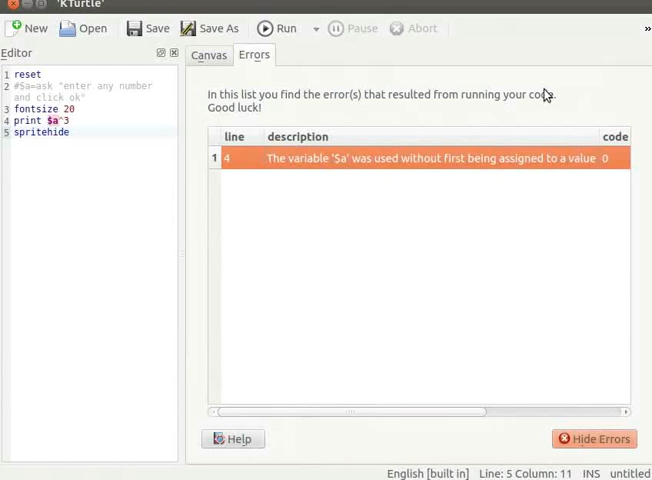 'KTurtle'
New Open Save Save As Run Pause Abort »
Editor
Canvas Errors
1 reset
2 #$a=ask "enter any number
and click ok"
3 fontsize 20
4 print $a^3
5 spritehide
In this list you find the error(s) that resulted from running your code.
Good luck!
line description code
1 4 The variable '$a' was used without first being assigned to a value 0
Help Hide Errors
English [built in] Line: 5 Column: 11 INS untitled